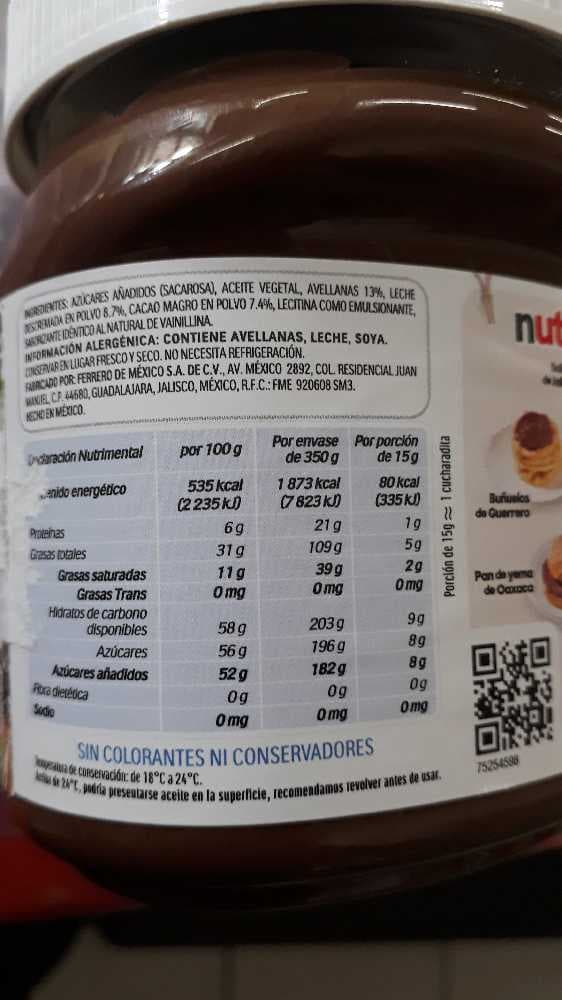 INGREDIENTES: AZÚCARES AÑADIDOS (SACAROSA), ACEITE VEGETAL, AVELLANAS 13%, LECHE
DESCREMADA EN POLVO 8.7%, CACAO MAGRO EN POLVO 7.4%, LECITINA COMO EMULSIONANTE,
SABORIZANTE IDÉNTICO AL NATURAL DE VAINILLINA.
INFORMACIÓN ALERGÉNICA: CONTIENE AVELLANAS, LECHE, SOYA.
CONSERVAR EN LUGAR FRESCO Y SECO. NO NECESITA REFRIGERACIÓN.
FABRICADO POR: FERRERO DE MÉXICO S.A. DE C.V., AV. MÉXICO 2892, COL. RESIDENCIAL JUAN
MANUEL, C.P. 44680, GUADALAJARA, JALISCO, MÉXICO, R.F.C.: FME 920608 SM3.
HECHO EN MÉXICO.
Declaración Nutrimental por 100 g Por envase de 350 g Por porción de 15 g
enido energético 535 kcal (2 235 kJ) 1 873 kcal (7 823 kJ) 80 kcal (335 kJ)
Proteínas 6 g 21 g 1 g
Grasas totales 31 g 109 g 5 g
Grasas saturadas 11 g 39 g 2 g
Grasas Trans 0 mg 0 mg 0 mg
Hidratos de carbono
disponibles 58 g 203 g 9 g
Azúcares 56 g 196 g 8 g
Azúcares añadidos 52 g 182 g 8 g
Fibra dietética 0 g 0 g 0 g
Sodio 0 mg 0 mg 0 mg
Porción de 15g ≈ 1 cucharadita
SIN COLORANTES NI CONSERVADORES
Temperatura de conservación: de 18°C a 24°C.
Antes de 24°C, podría presentarse aceite en la superficie, recomendamos revolver antes de usar.
nut
Buñuelos
de Guerrero
Pan de yema
de Oaxaca
75254598